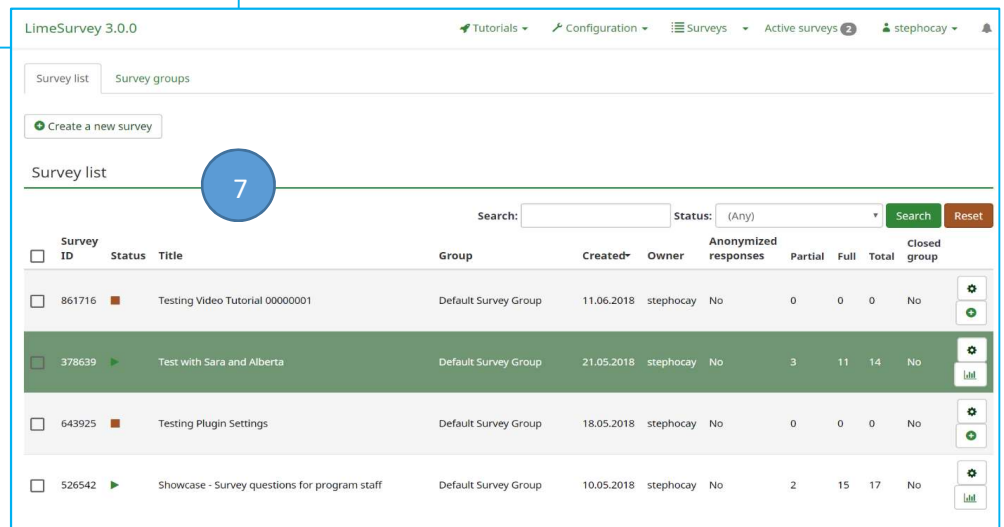 LimeSurvey 3.0.0 Tutorials Configuration Surveys Active surveys 2 stephocay
Survey list Survey groups
Create a new survey
Survey list
7
Search: Status: (Any) Search Reset
Survey ID Status Title Group Created Owner Anonymized responses Partial Full Total Closed group
861716 Testing Video Tutorial 00000001 Default Survey Group 11.06.2018 stephocay No 0 0 0 No
378639 Test with Sara and Alberta Default Survey Group 21.05.2018 stephocay No 3 11 14 No
643925 Testing Plugin Settings Default Survey Group 18.05.2018 stephocay No 0 0 0 No
526542 Showcase - Survey questions for program staff Default Survey Group 10.05.2018 stephocay No 2 15 17 No